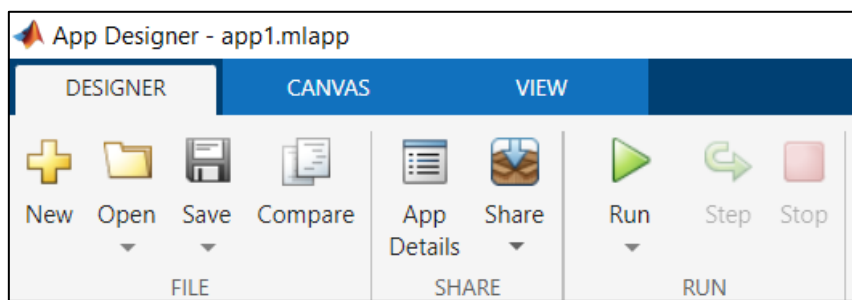 App Designer - app1.mlapp
DESIGNER CANVAS VIEW
New Open Save Compare App Details Share Run Step Stop
FILE SHARE RUN